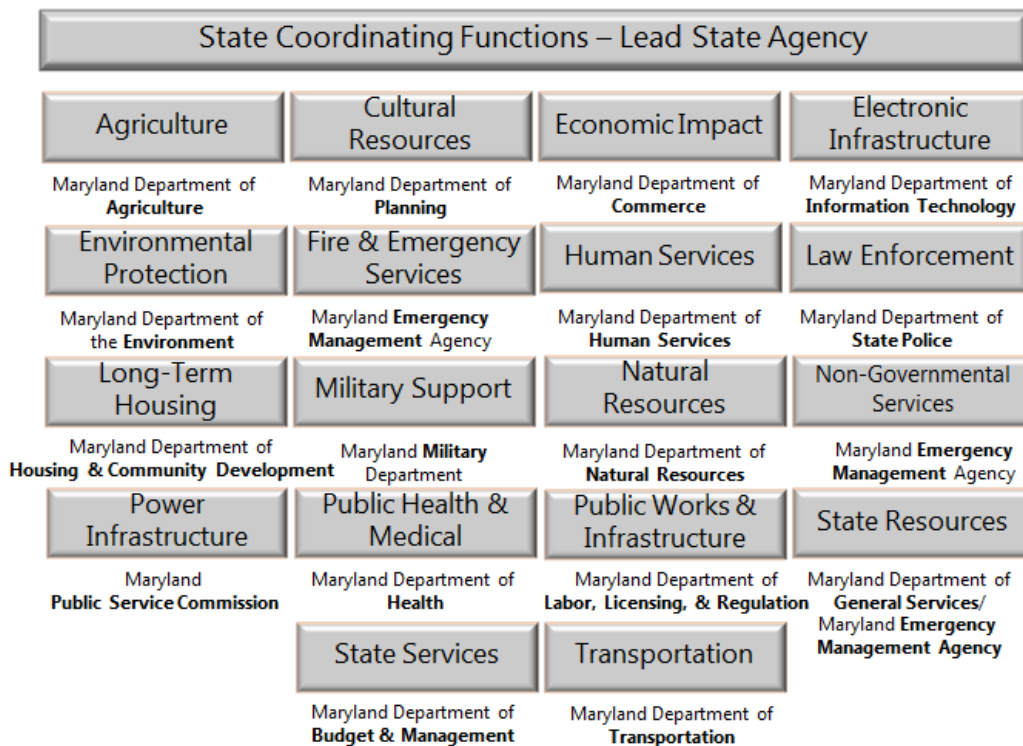 State Coordinating Functions – Lead State Agency
Agriculture
Maryland Department of
Agriculture
Cultural
Resources
Maryland Department of
Planning
Economic Impact
Maryland Department of
Commerce
Electronic
Infrastructure
Maryland Department of
Information Technology
Environmental
Protection
Maryland Department of
the Environment
Fire & Emergency
Services
Maryland Emergency
Management Agency
Human Services
Maryland Department of
Human Services
Law Enforcement
Maryland Department of
State Police
Long-Term
Housing
Maryland Department of
Housing & Community Development
Military Support
Maryland Military
Department
Natural
Resources
Maryland Department of
Natural Resources
Non-Governmental
Services
Maryland Emergency
Management Agency
Power
Infrastructure
Maryland
Public Service Commission
Public Health &
Medical
Maryland Department of
Health
Public Works &
Infrastructure
Maryland Department of
Labor, Licensing, & Regulation
State Resources
Maryland Department of
General Services/
Maryland Emergency
Management Agency
State Services
Maryland Department of
Budget & Management
Transportation
Maryland Department of
Transportation